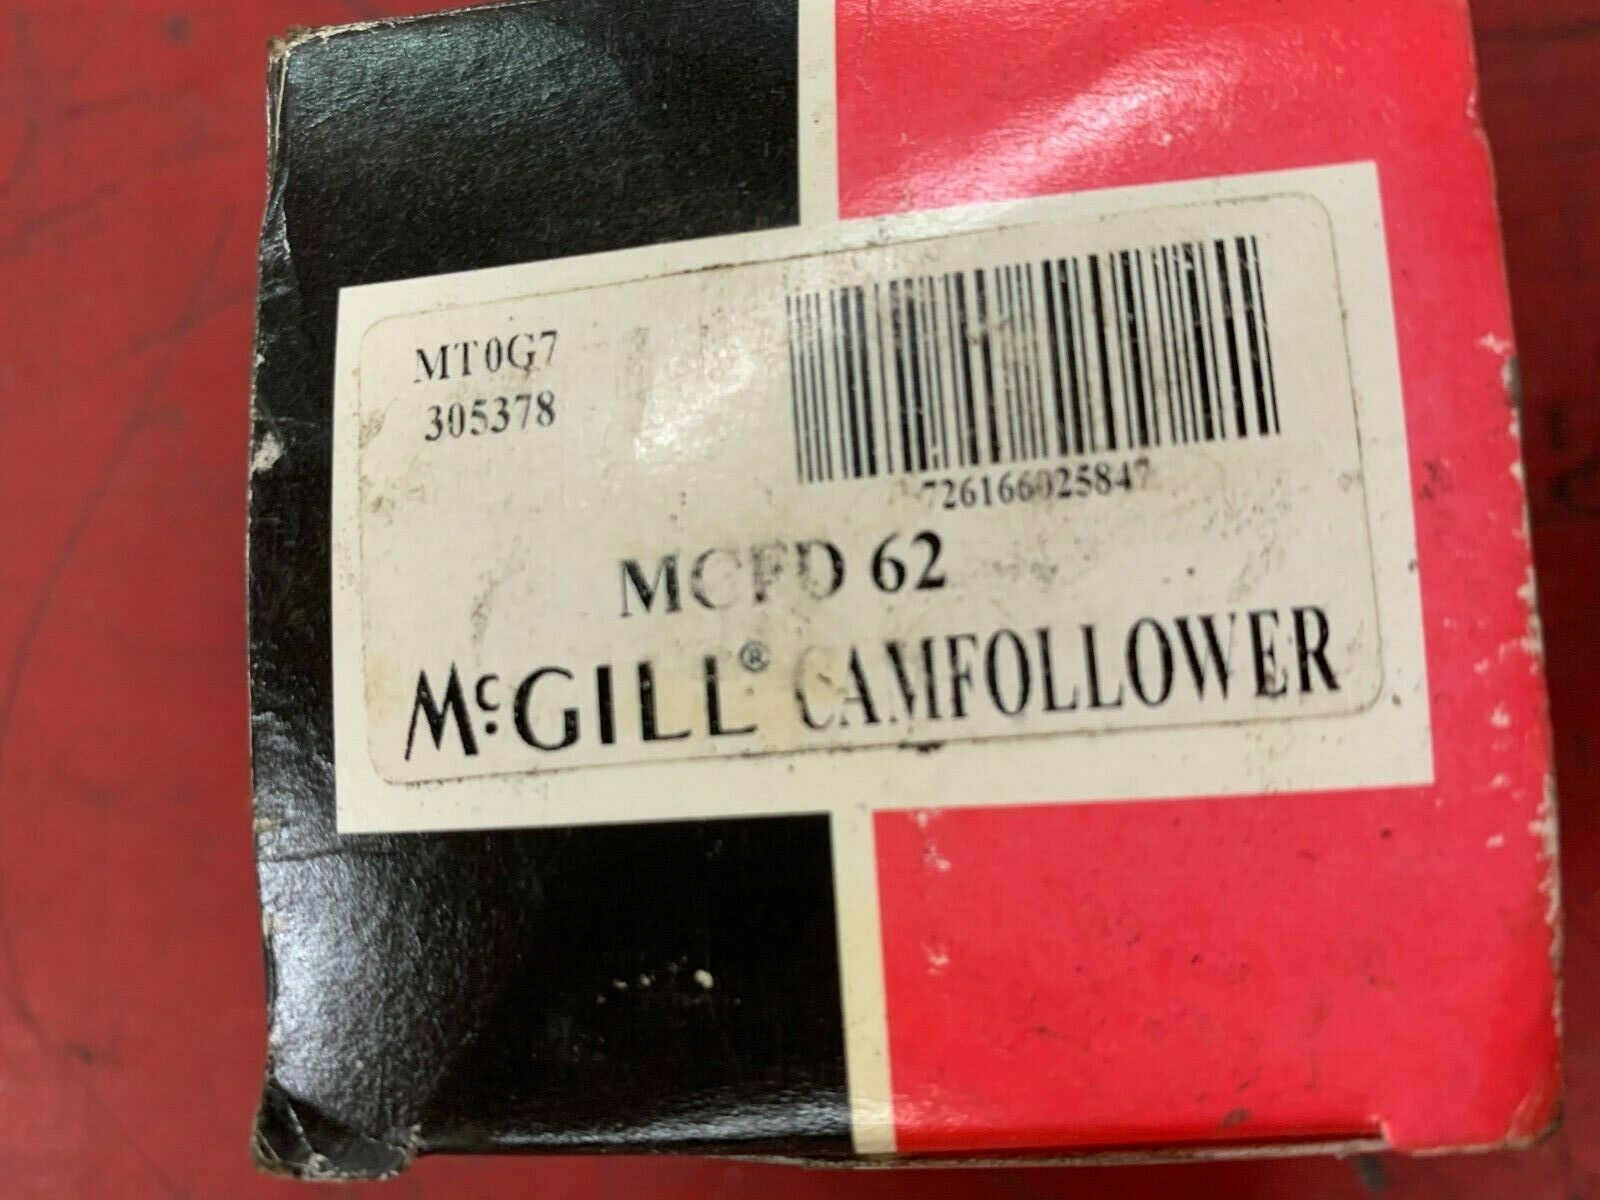 MT0G7
305378
726166025847
MCFD 62
McGILL® CAMFOLLOWER